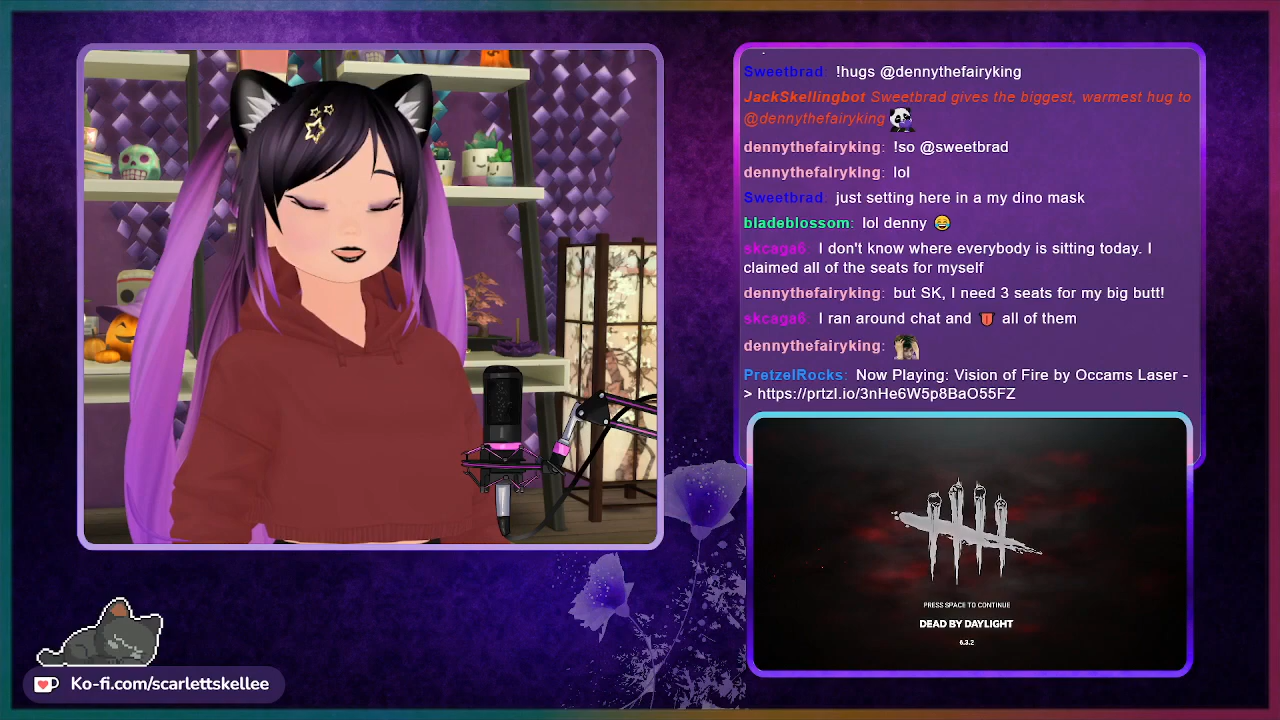 Sweetbrad: !hugs @dennythefairyking
JackSkellingbot Sweetbrad gives the biggest, warmest hug to
@dennythefairyking
dennythefairyking: !so @sweetbrad
dennythefairyking: lol
Sweetbrad: just setting here in a my dino mask
bladeblossom: lol denny 😂
skcaga6: I don't know where everybody is sitting today. I
claimed all of the seats for myself
dennythefairyking: but SK, I need 3 seats for my big butt!
skcaga6: I ran around chat and 👅 all of them
dennythefairyking:
PretzelRocks: Now Playing: Vision of Fire by Occams Laser -
> https://prtzl.io/3nHe6W5p8BaO55FZ
PRESS SPACE TO CONTINUE
DEAD BY DAYLIGHT
6.3.2
Ko-fi.com/scarlettskellee